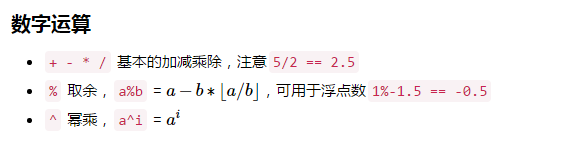 数字运算
+ - * / 基本的加减乘除，注意 5/2 == 2.5
% 取余， a%b = a − b ∗ ⌊a/b⌋，可用于浮点数 1%-1.5 == -0.5
^ 幂乘， a^i = aⁱ